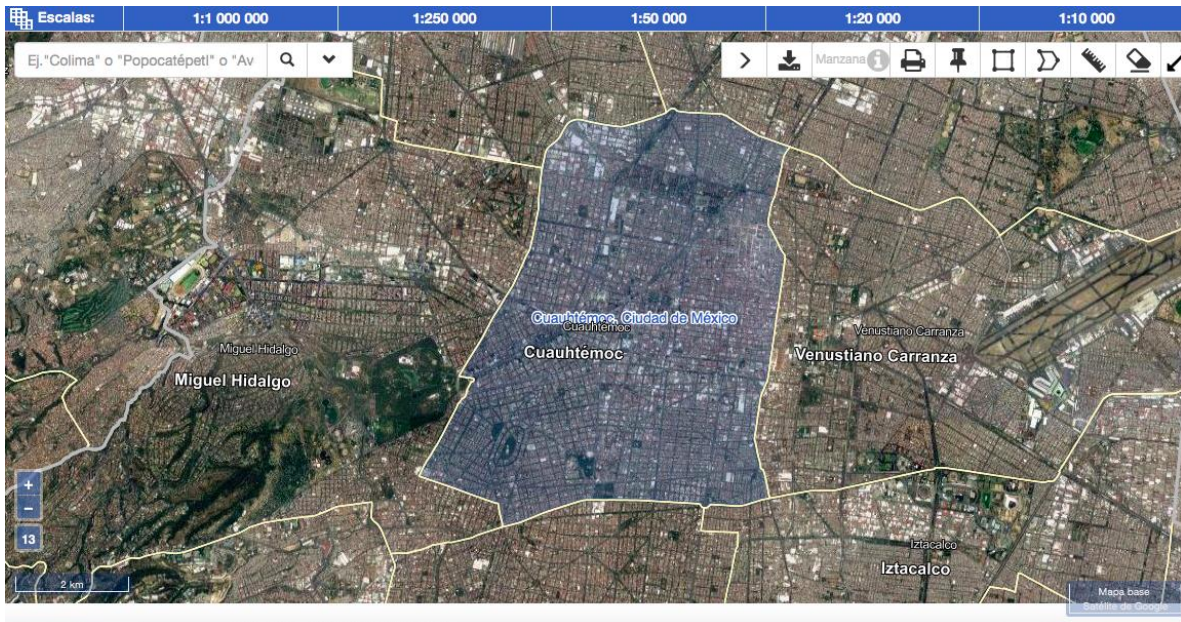 Escalas: 1:1 000 000 1:250 000 1:50 000 1:20 000 1:10 000
Ej."Colima" o "Popocatépetl" o "Av
Manzana
Cuauhtémoc, Ciudad de México
Cuauhtémoc
Cuauhtémoc
Miguel Hidalgo
Miguel Hidalgo
Venustiano Carranza
Venustiano Carranza
Iztacalco
Iztacalco
+
−
13
2 km
Mapa base
Satélite de Google